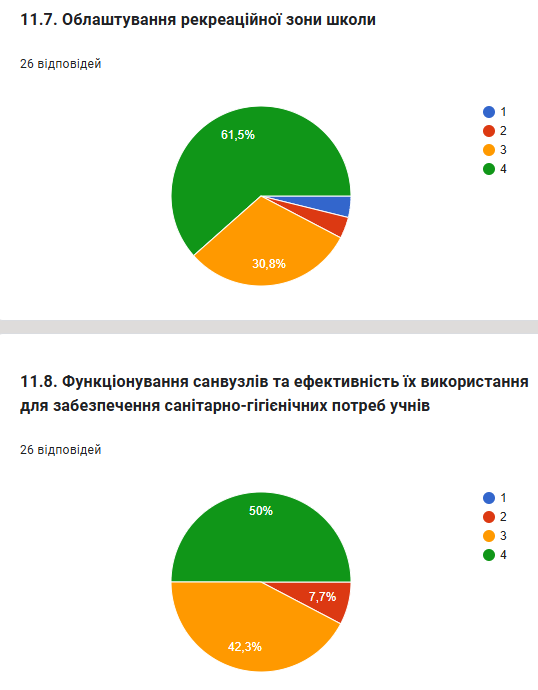 11.7. Облаштування рекреаційної зони школи
26 відповідей
61,5%
30,8%
1
2
3
4
11.8. Функціонування санвузлів та ефективність їх використання
для забезпечення санітарно-гігієнічних потреб учнів
26 відповідей
50%
7,7%
42,3%
1
2
3
4